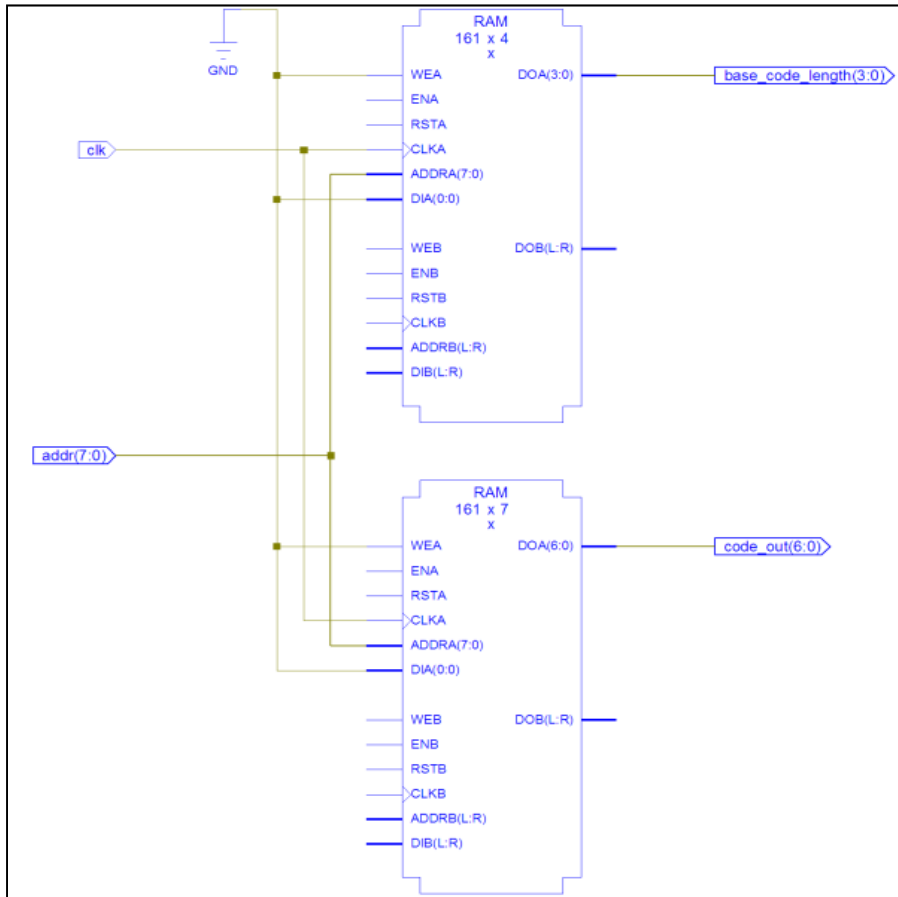 RAM
161 x 4
x
GND
WEA
DOA(3:0)
base_code_length(3:0)
ENA
RSTA
clk
CLKA
ADDRA(7:0)
DIA(0:0)
WEB
DOB(L:R)
ENB
RSTB
CLKB
ADDRB(L:R)
DIB(L:R)
addr(7:0)
RAM
161 x 7
x
WEA
DOA(6:0)
code_out(6:0)
ENA
RSTA
CLKA
ADDRA(7:0)
DIA(0:0)
WEB
DOB(L:R)
ENB
RSTB
CLKB
ADDRB(L:R)
DIB(L:R)